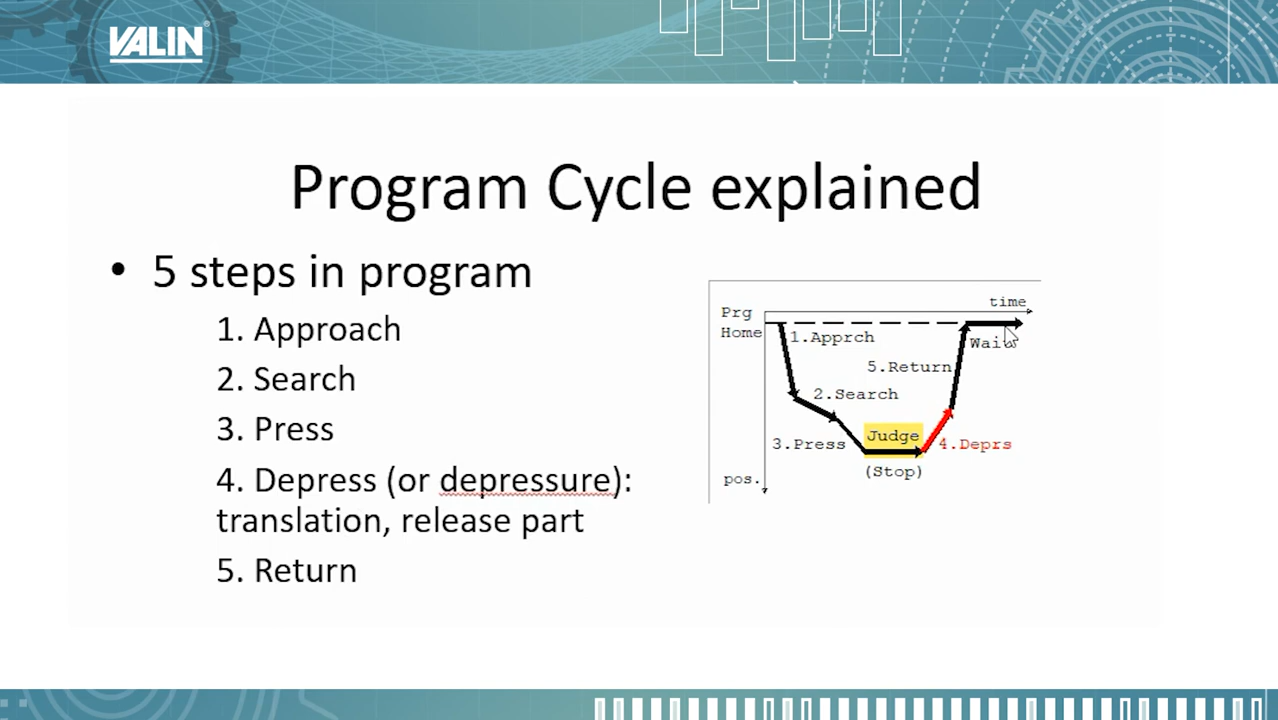 VALIN®
Program Cycle explained
• 5 steps in program
1. Approach
2. Search
3. Press
4. Depress (or depressure):
translation, release part
5. Return
time
Prg
Home
1.Apprch
Wait
5.Return
2.Search
Judge
3.Press
4.Deprs
(Stop)
pos.